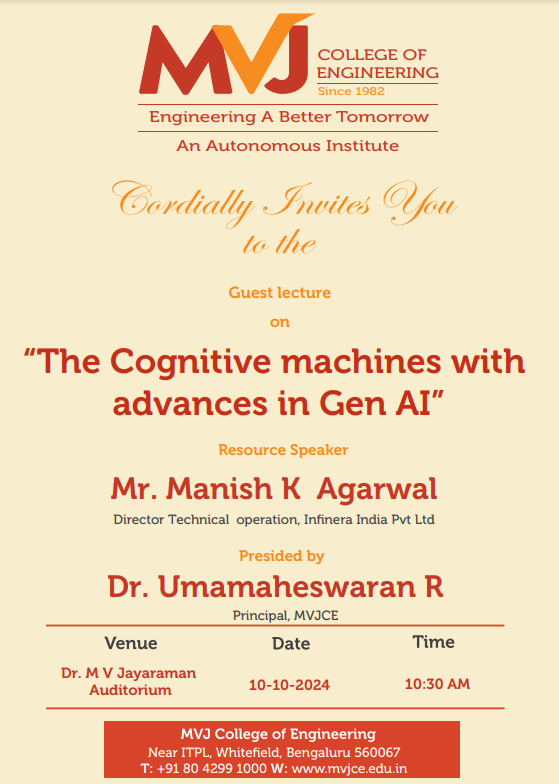 MVJ
COLLEGE OF
ENGINEERING
Since 1982
Engineering A Better Tomorrow
An Autonomous Institute
Cordially Invites You
to the
Guest lecture
on
“The Cognitive machines with
advances in Gen AI”
Resource Speaker
Mr. Manish K Agarwal
Director Technical operation, Infinera India Pvt Ltd
Presided by
Dr. Umamaheswaran R
Principal, MVJCE
Venue Date Time
Dr. M V Jayaraman
Auditorium
10-10-2024
10:30 AM
MVJ College of Engineering
Near ITPL, Whitefield, Bengaluru 560067
T: +91 80 4299 1000 W: www.mvjce.edu.in